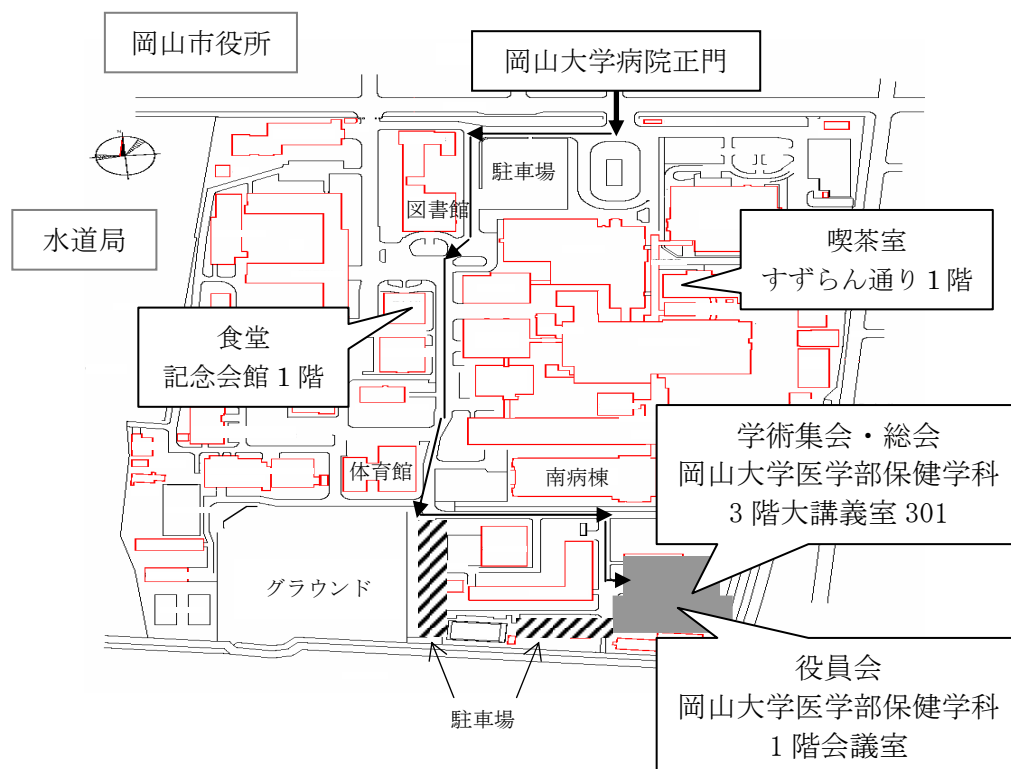 岡山市役所
岡山大学病院正門
駐車場
図書館
水道局
喫茶室
すずらん通り１階
食堂
記念会館１階
学術集会・総会
岡山大学医学部保健学科
３階大講義室 301
体育館
南病棟
グラウンド
役員会
岡山大学医学部保健学科
１階会議室
駐車場